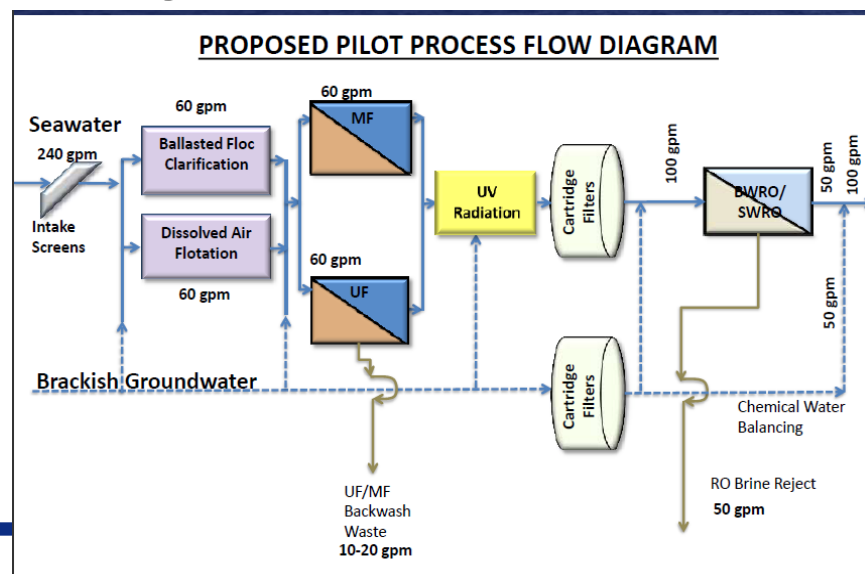 PROPOSED PILOT PROCESS FLOW DIAGRAM
Seawater
240 gpm
Intake
Screens
60 gpm
Ballasted Floc
Clarification
Dissolved Air
Flotation
60 gpm
60 gpm
MF
60 gpm
UF
UV
Radiation
Cartridge
Filters
100 gpm
BWRO/
SWRO
50 gpm
100 gpm
50 gpm
Brackish Groundwater
Cartridge
Filters
Chemical Water
Balancing
UF/MF
Backwash
Waste
10-20 gpm
RO Brine Reject
50 gpm